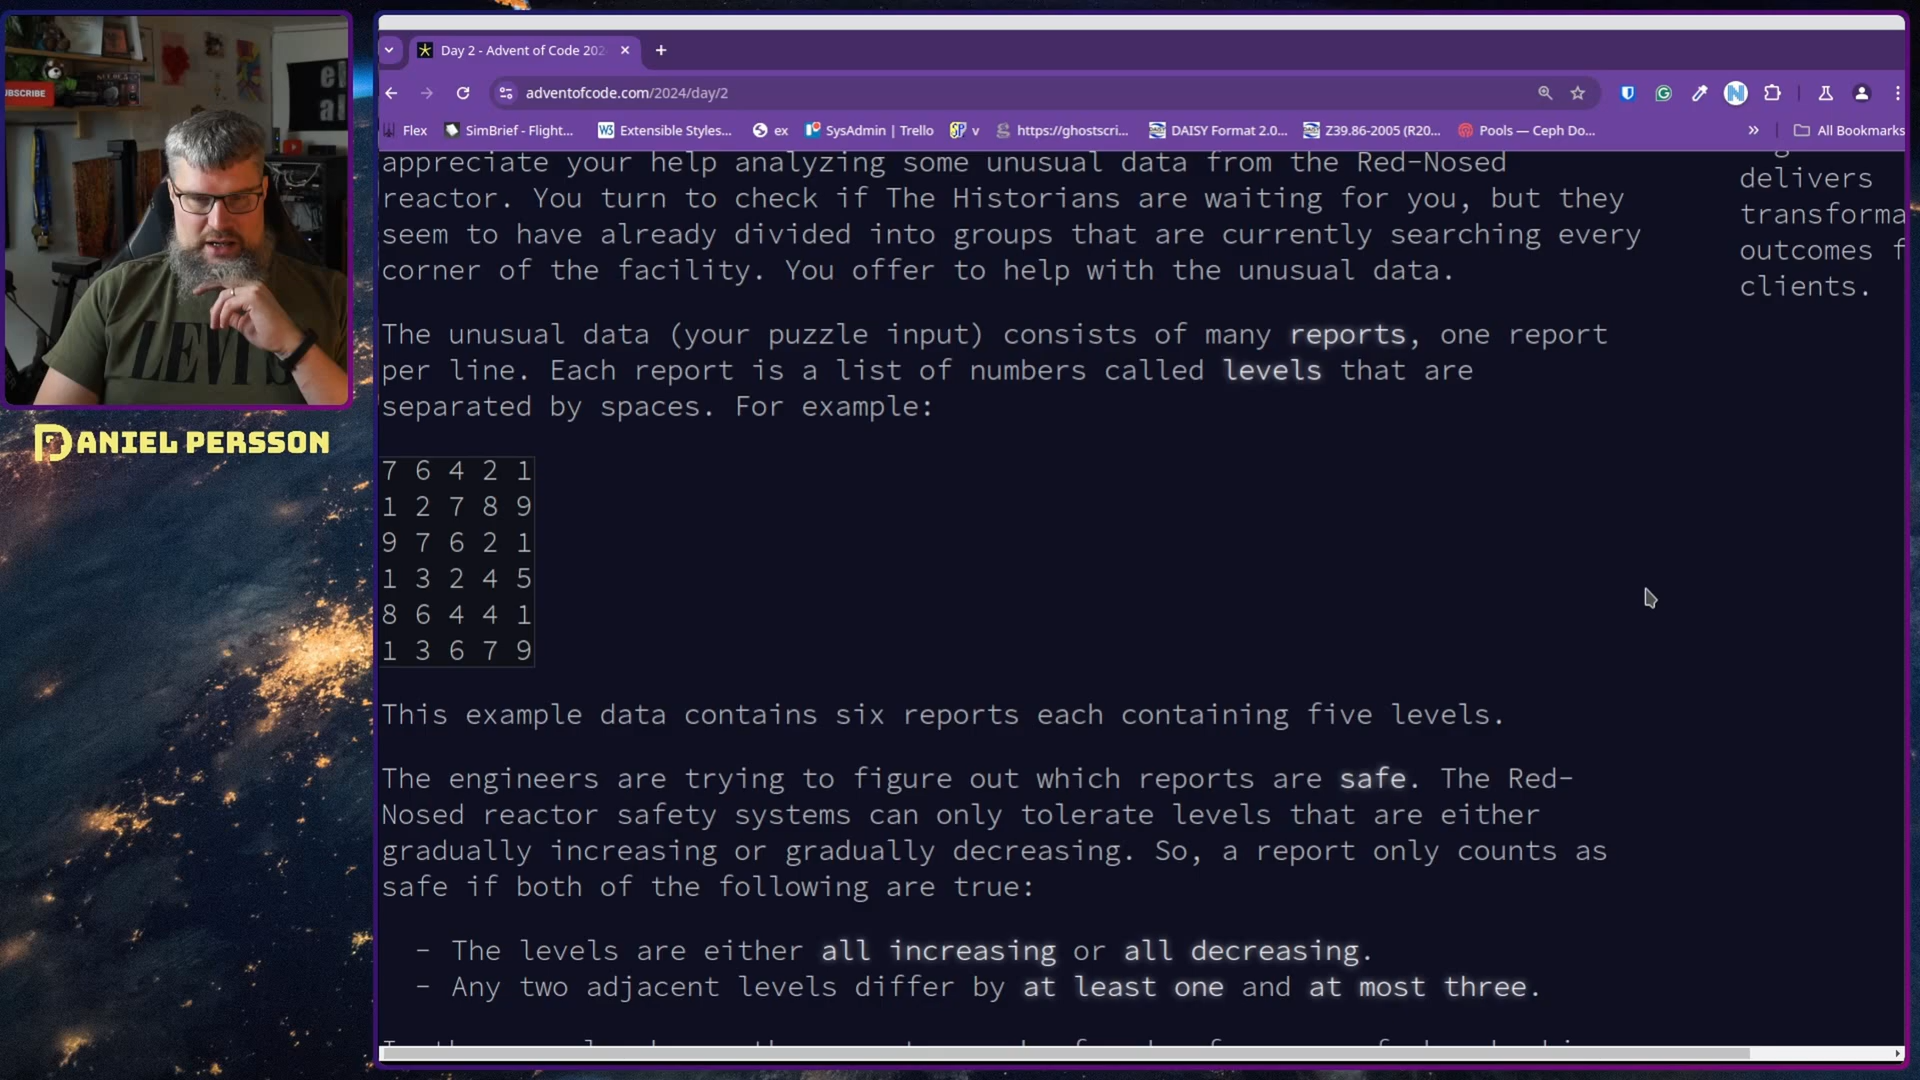 Day 2 - Advent of Code 202
adventofcode.com/2024/day/2
Flex
SimBrief - Flight...
Extensible Styles...
ex
SysAdmin | Trello
v
https://ghostscri...
DAISY Format 2.0...
Z39.86-2005 (R20...
Pools — Ceph Do...
All Bookmarks
appreciate your help analyzing some unusual data from the Red-Nosed
reactor. You turn to check if The Historians are waiting for you, but they
seem to have already divided into groups that are currently searching every
corner of the facility. You offer to help with the unusual data.
The unusual data (your puzzle input) consists of many reports, one report
per line. Each report is a list of numbers called levels that are
separated by spaces. For example:
7 6 4 2 1
1 2 7 8 9
9 7 6 2 1
1 3 2 4 5
8 6 4 4 1
1 3 6 7 9
This example data contains six reports each containing five levels.
The engineers are trying to figure out which reports are safe. The Red-
Nosed reactor safety systems can only tolerate levels that are either
gradually increasing or gradually decreasing. So, a report only counts as
safe if both of the following are true:
- The levels are either all increasing or all decreasing.
- Any two adjacent levels differ by at least one and at most three.
delivers
transforma
outcomes f
clients.
UBSCRIBE
LEVI'S
DANIEL PERSSON